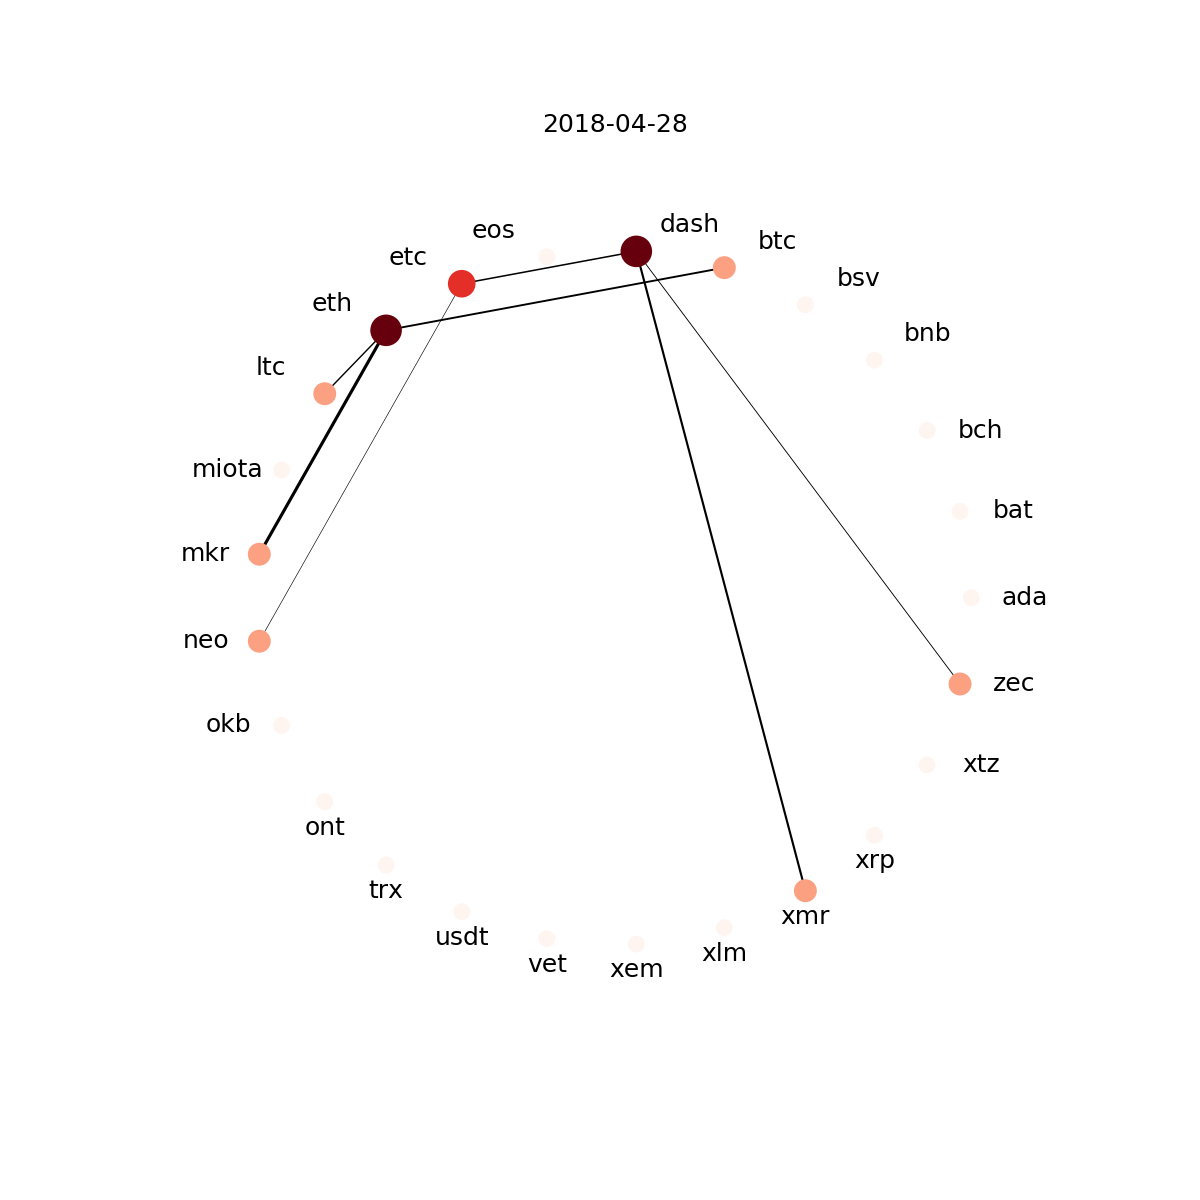 2018-04-28
dash
eos
btc
etc
bsv
eth
bnb
ltc
bch
miota
bat
mkr
ada
neo
zec
okb
xtz
ont
xrp
trx
xmr
usdt
xlm
vet
xem